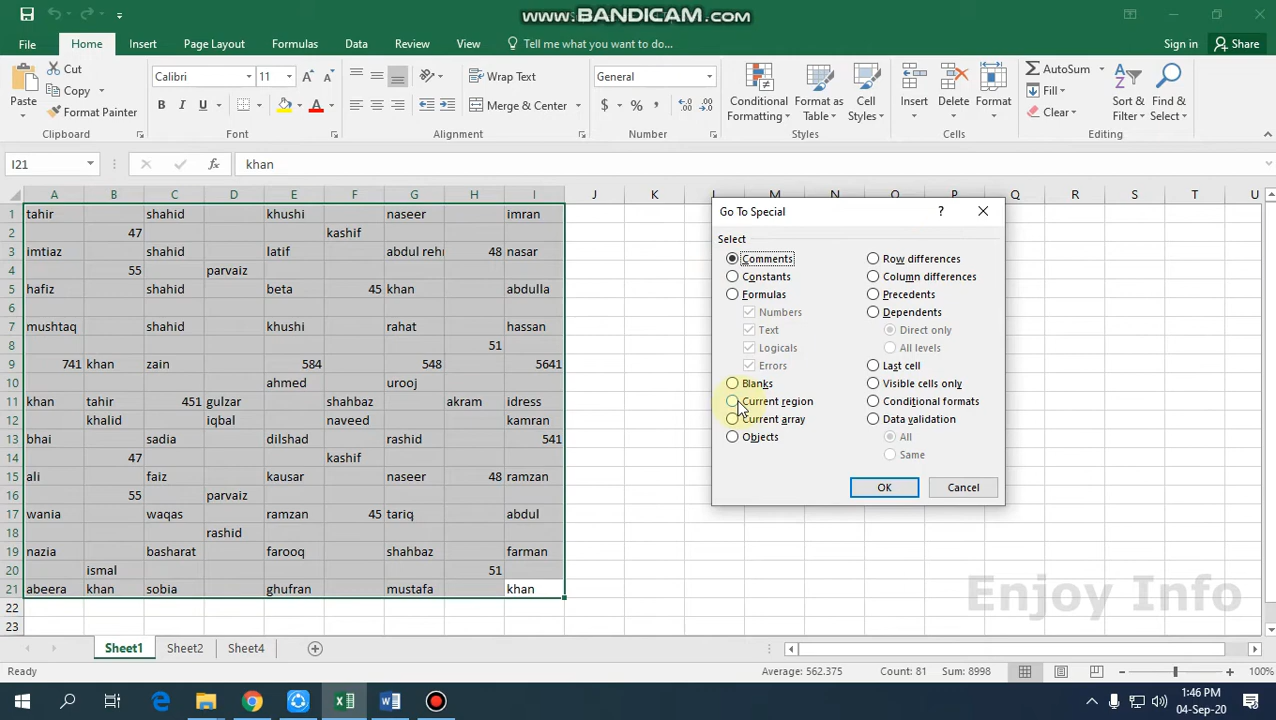 www.BANDICAM.com
File Home Insert Page Layout Formulas Data Review View Tell me what you want to do... Sign in Share
Paste Cut Copy Format Painter Clipboard
Calibri 11 B I U A Font
Wrap Text Merge & Center Alignment
General $ % , Number
Conditional Formatting Format as Table Cell Styles Styles
Insert Delete Format Cells
AutoSum Fill Clear Sort & Filter Find & Select Editing
I21 fx khan
A B C D E F G H I J K L M N O P Q R S T U
1 tahir shahid khushi naseer imran
2 47 kashif
3 imtiaz shahid latif abdul rehr 48 nasar
4 55 parvaiz
5 hafiz shahid beta 45 khan abdulla
6
7 mushtaq shahid khushi rahat hassan
8 51
9 741 khan zain 584 548 5641
10 ahmed urooj
11 khan tahir 451 gulzar shahbaz akram idress
12 khalid iqbal naveed kamran
13 bhai sadia dilshad rashid 541
14 47 kashif
15 ali faiz kausar naseer 48 ramzan
16 55 parvaiz
17 wania waqas ramzan 45 tariq abdul
18 rashid
19 nazia basharat farooq shahbaz farman
20 ismal 51
21 abeera khan sobia ghufran mustafa khan
22
23
Go To Special ?
Select
Comments Row differences
Constants Column differences
Formulas Precedents
Numbers Dependents
Text Direct only
Logicals All levels
Errors Last cell
Blanks Visible cells only
Current region Conditional formats
Current array Data validation
Objects All
Same
OK Cancel
Enjoy Info
Sheet1 Sheet2 Sheet4
Ready Average: 562.375 Count: 81 Sum: 8998 100%
1:46 PM
04-Sep-20